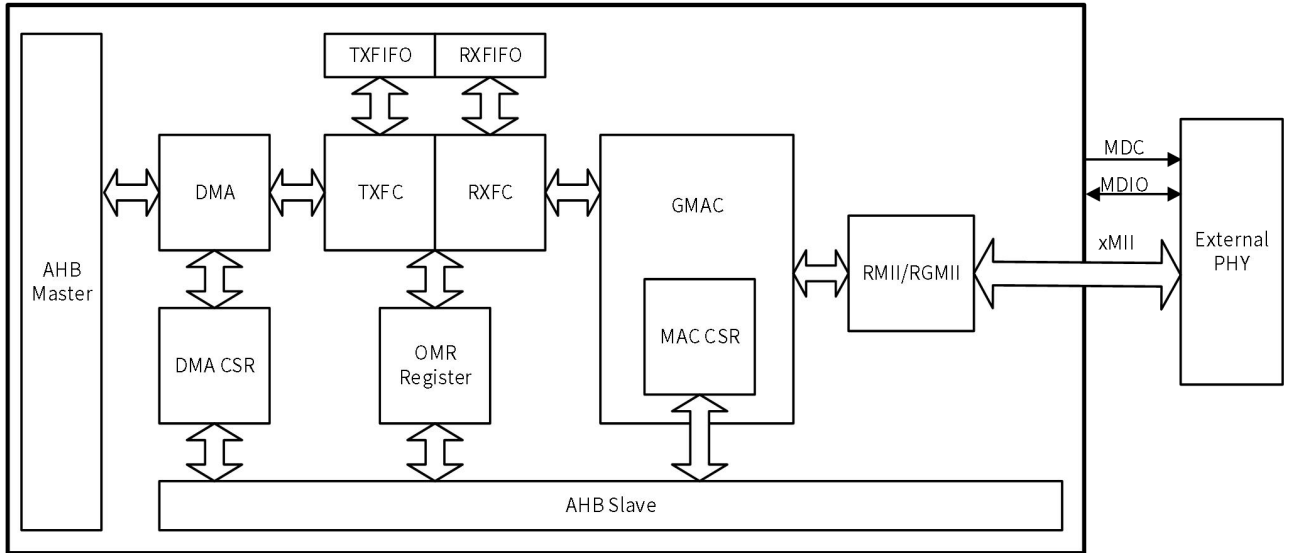 TXFIFO
RXFIFO
AHB
Master
DMA
TXFC
RXFC
GMAC
MDC
MDIO
xMII
External
PHY
RMII/RGMII
DMA CSR
OMR
Register
MAC CSR
AHB Slave